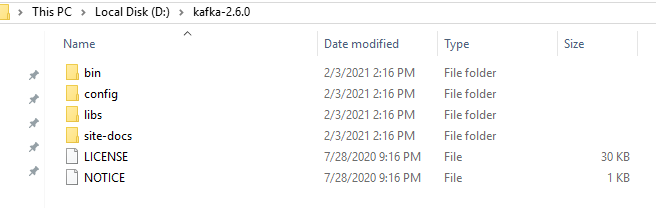 This PC > Local Disk (D:) > kafka-2.6.0
Name Date modified Type Size
bin 2/3/2021 2:16 PM File folder
config 2/3/2021 2:16 PM File folder
libs 2/3/2021 2:16 PM File folder
site-docs 2/3/2021 2:16 PM File folder
LICENSE 7/28/2020 9:16 PM File 30 KB
NOTICE 7/28/2020 9:16 PM File 1 KB